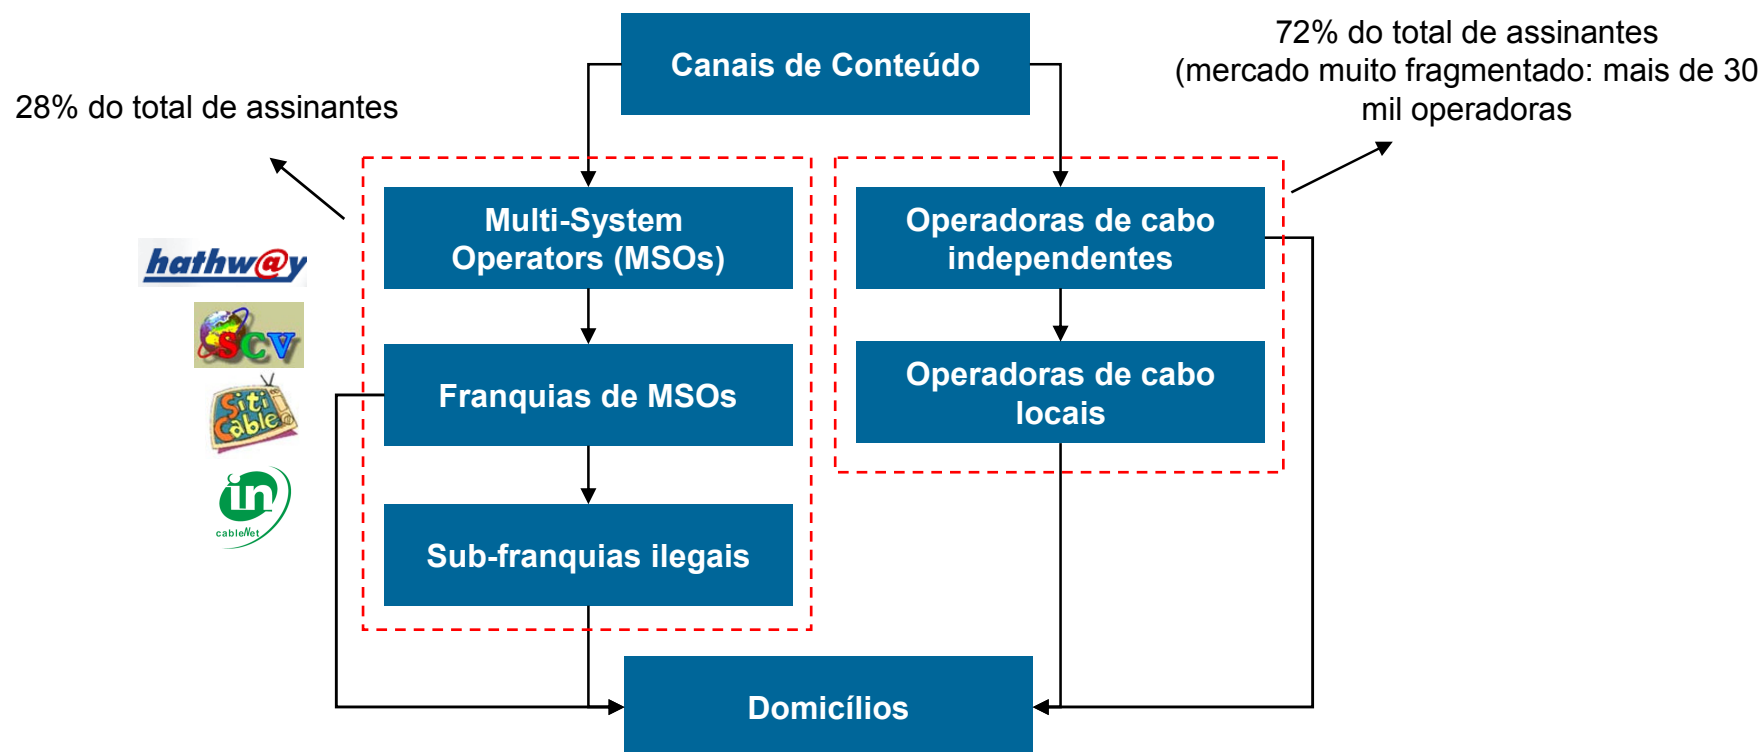 Canais de Conteúdo
72% do total de assinantes
(mercado muito fragmentado: mais de 30
mil operadoras
28% do total de assinantes
Multi-System
Operators (MSOs)
Operadoras de cabo
independentes
hathw@y
SCV
Franquias de MSOs
Operadoras de cabo
locais
Siti
Cable
in
cableNet
Sub-franquias ilegais
Domicílios